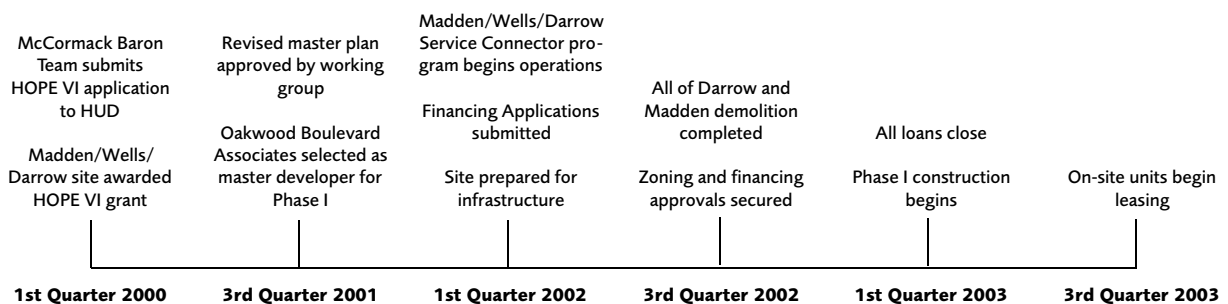 McCormack Baron
Team submits
HOPE VI application
to HUD
Madden/Wells/
Darrow site awarded
HOPE VI grant
1st Quarter 2000
Revised master plan
approved by working
group
Oakwood Boulevard
Associates selected as
master developer for
Phase I
3rd Quarter 2001
Madden/Wells/Darrow
Service Connector pro-
gram begins operations
Financing Applications
submitted
Site prepared for
infrastructure
1st Quarter 2002
All of Darrow and
Madden demolition
completed
Zoning and financing
approvals secured
3rd Quarter 2002
All loans close
Phase I construction
begins
1st Quarter 2003
On-site units begin
leasing
3rd Quarter 2003